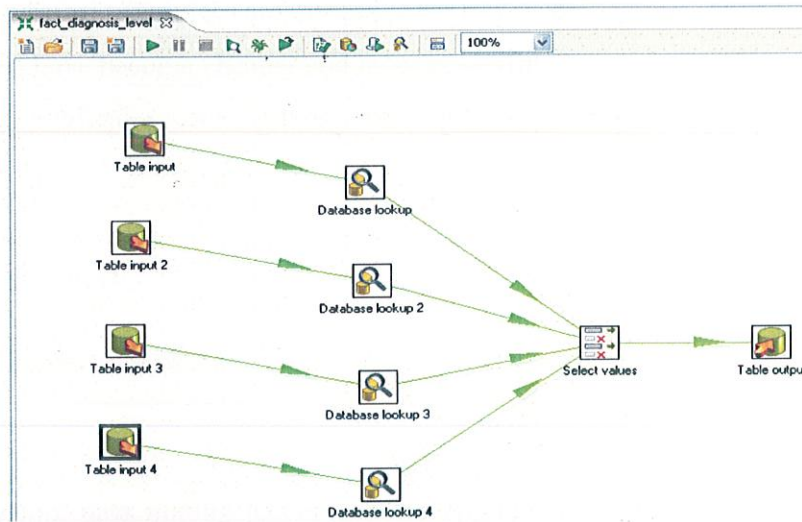 fact_diagnosis_level
100%
Table input
Database lookup
Table input 2
Database lookup 2
Table input 3
Select values
Table output
Database lookup 3
Table input 4
Database lookup 4